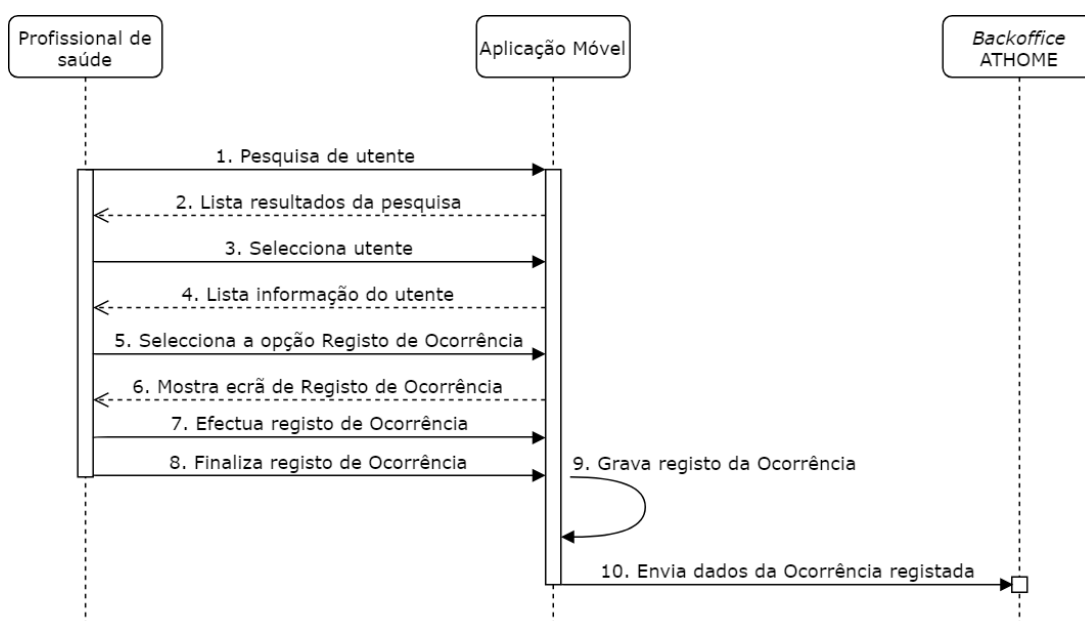 Profissional de
saúde
Aplicação Móvel
Backoffice
ATHOME
1. Pesquisa de utente
2. Lista resultados da pesquisa
3. Selecciona utente
4. Lista informação do utente
5. Selecciona a opção Registo de Ocorrência
6. Mostra ecrã de Registo de Ocorrência
7. Efectua registo de Ocorrência
8. Finaliza registo de Ocorrência
9. Grava registo da Ocorrência
10. Envia dados da Ocorrência registada